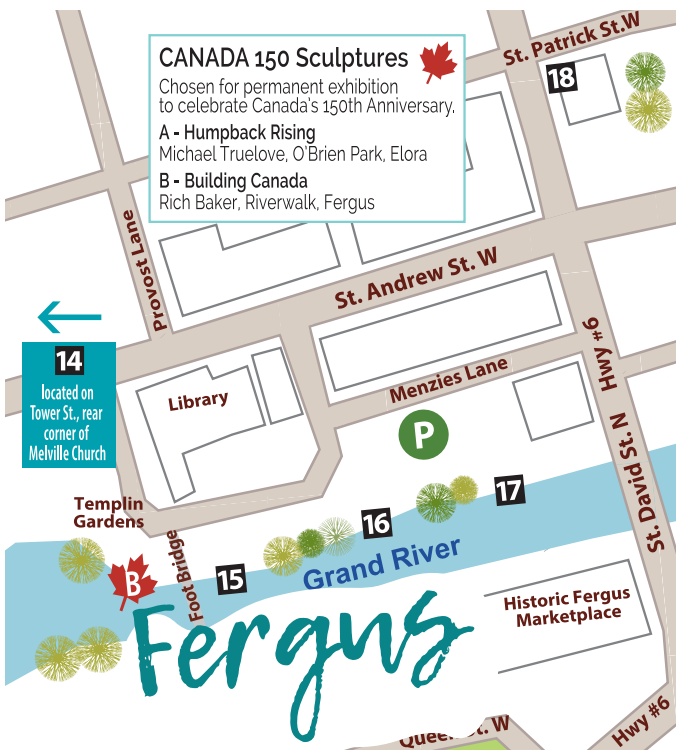 St. Patrick St.W
18
CANADA 150 Sculptures
Chosen for permanent exhibition
to celebrate Canada's 150th Anniversary.
A - Humpback Rising
Michael Truelove, O'Brien Park, Elora
B - Building Canada
Rich Baker, Riverwalk, Fergus
Provost Lane
St. Andrew St. W
Hwy #6
14
located on
Tower St., rear
corner of
Melville Church
Library
Menzies Lane
P
St. David St. N
Templin
Gardens
17
16
Foot Bridge
15
B
Grand River
Historic Fergus
Marketplace
Fergus
St. W
Hwy #6